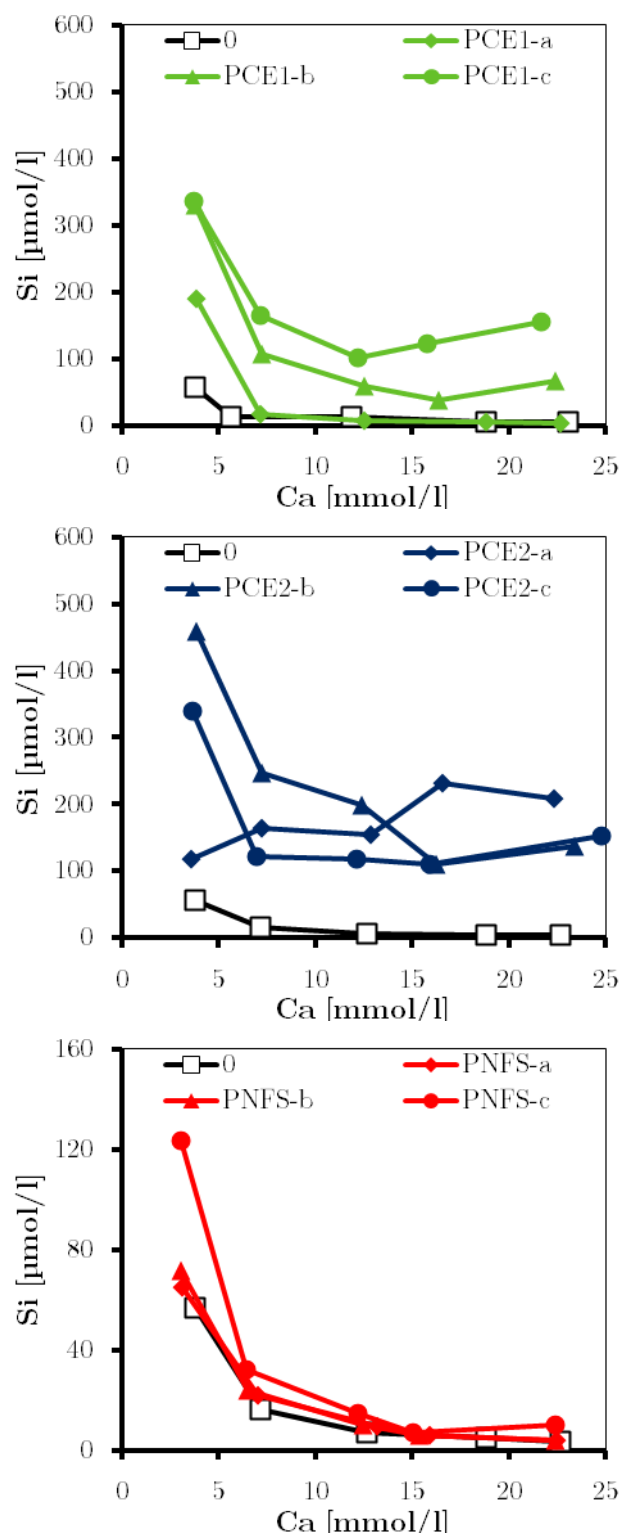 600
0
PCE1-a
PCE1-b
PCE1-c
500
400
300
200
100
0
Si [µmol/l]
0 5 10 15 20 25
Ca [mmol/l]
600
0
PCE2-a
PCE2-b
PCE2-c
500
400
300
200
100
0
Si [µmol/l]
0 5 10 15 20 25
Ca [mmol/l]
160
0
PNFS-a
PNFS-b
PNFS-c
120
80
40
0
Si [µmol/l]
0 5 10 15 20 25
Ca [mmol/l]